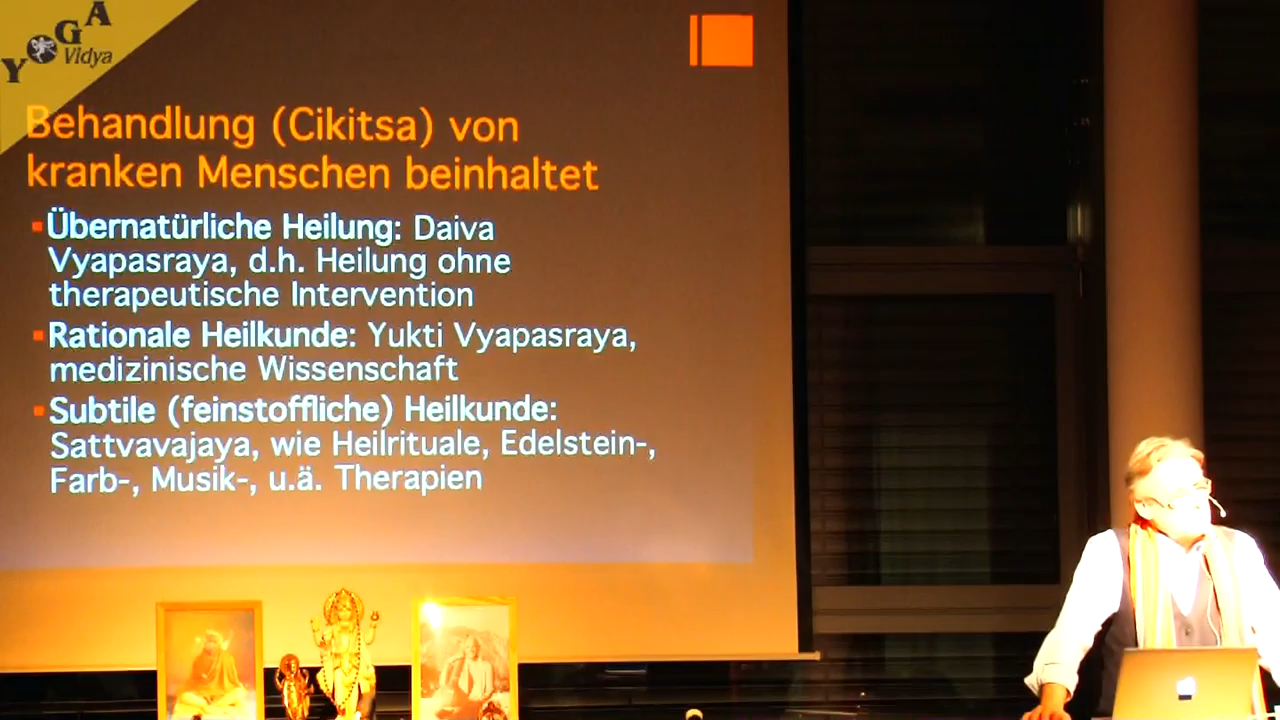 YOGA
Vidya
Behandlung (Cikitsa) von
kranken Menschen beinhaltet
Übernatürliche Heilung: Daiva
Vyapasraya, d.h. Heilung ohne
therapeutische Intervention
Rationale Heilkunde: Yukti Vyapasraya,
medizinische Wissenschaft
Subtile (feinstoffliche) Heilkunde:
Sattvavajaya, wie Heilrituale, Edelstein-,
Farb-, Musik-, u.ä. Therapien